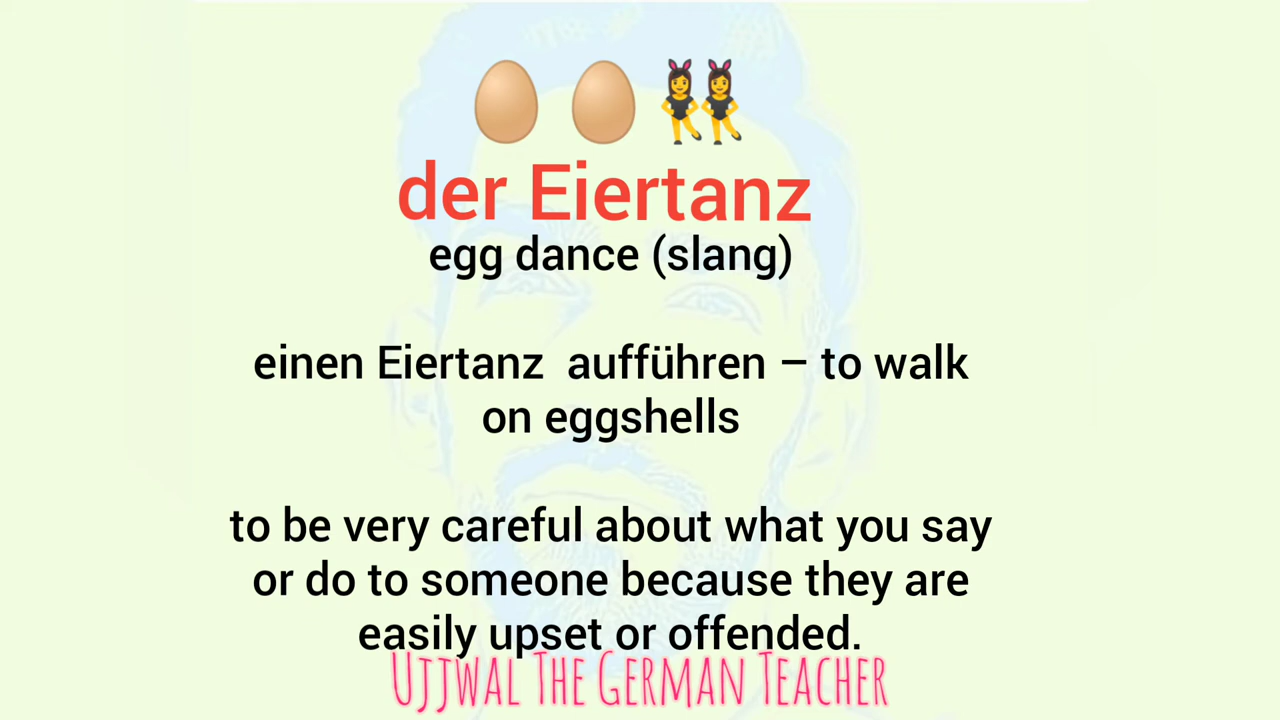 der Eiertanz
egg dance (slang)
einen Eiertanz  aufführen – to walk
on eggshells
to be very careful about what you say
or do to someone because they are
easily upset or offended.
Ujjwal The German Teacher